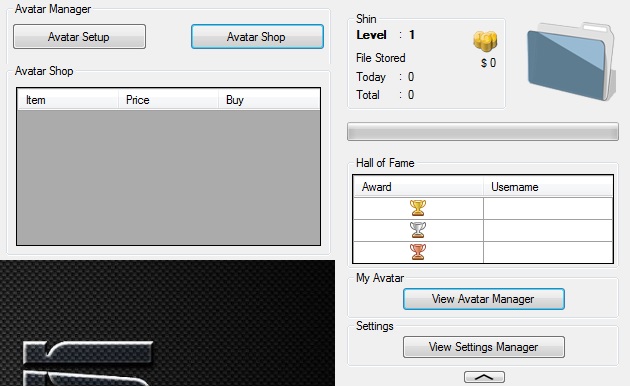 Avatar Manager
Avatar Setup
Avatar Shop
Avatar Shop
Item Price Buy
Shin
Level : 1
File Stored
$ 0
Today : 0
Total : 0
Hall of Fame
Award Username
My Avatar
View Avatar Manager
Settings
View Settings Manager